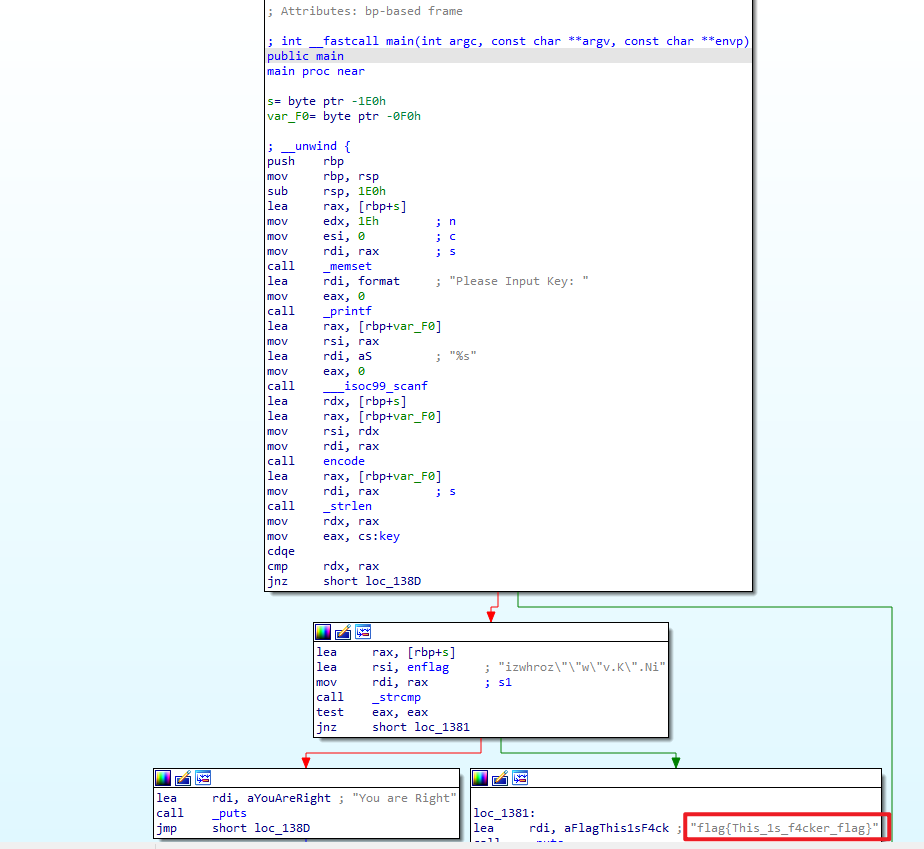 ; Attributes: bp-based frame
; int __fastcall main(int argc, const char **argv, const char **envp)
public main
main proc near
s= byte ptr -1E0h
var_F0= byte ptr -0F0h
; __unwind {
push rbp
mov rbp, rsp
sub rsp, 1E0h
lea rax, [rbp+s]
mov edx, 1Eh ; n
mov esi, 0 ; c
mov rdi, rax ; s
call _memset
lea rdi, format ; "Please Input Key: "
mov eax, 0
call _printf
lea rax, [rbp+var_F0]
mov rsi, rax
lea rdi, aS ; "%s"
mov eax, 0
call ___isoc99_scanf
lea rdx, [rbp+s]
lea rax, [rbp+var_F0]
mov rsi, rdx
mov rdi, rax
call encode
lea rax, [rbp+var_F0]
mov rdi, rax ; s
call _strlen
mov rdx, rax
mov eax, cs:key
cdqe
cmp rdx, rax
jnz short loc_138D
lea rax, [rbp+s]
lea rsi, enflag ; "izwhroz\"\"w\"v.K\".Ni"
mov rdi, rax ; s1
call _strcmp
test eax, eax
jnz short loc_1381
lea rdi, aYouAreRight ; "You are Right"
call _puts
jmp short loc_138D
loc_1381:
lea rdi, aFlagThis1sF4ck ; "flag{This_1s_f4cker_flag}"